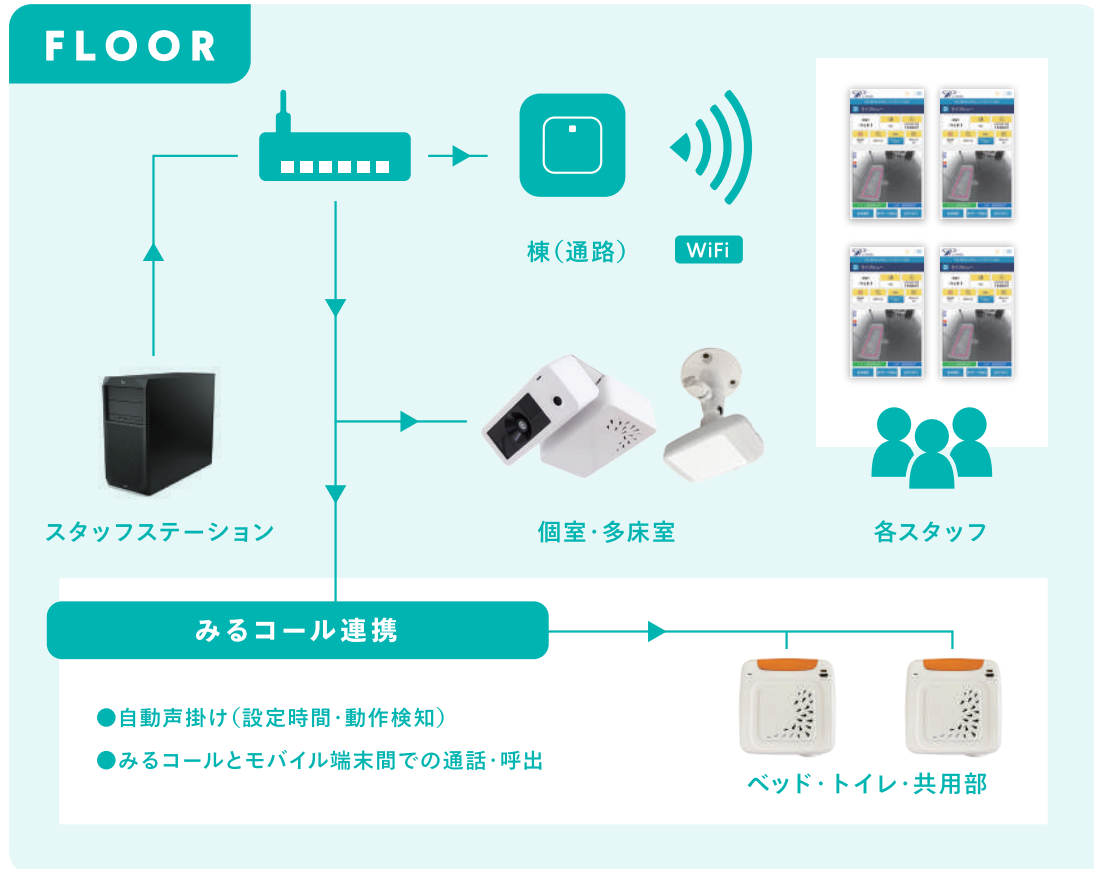 FLOOR
棟（通路）
WiFi
スタッフステーション
個室・多床室
各スタッフ
みるコール連携
●自動声掛け（設定時間・動作検知）
●みるコールとモバイル端末間での通話・呼出
ベッド・トイレ・共用部